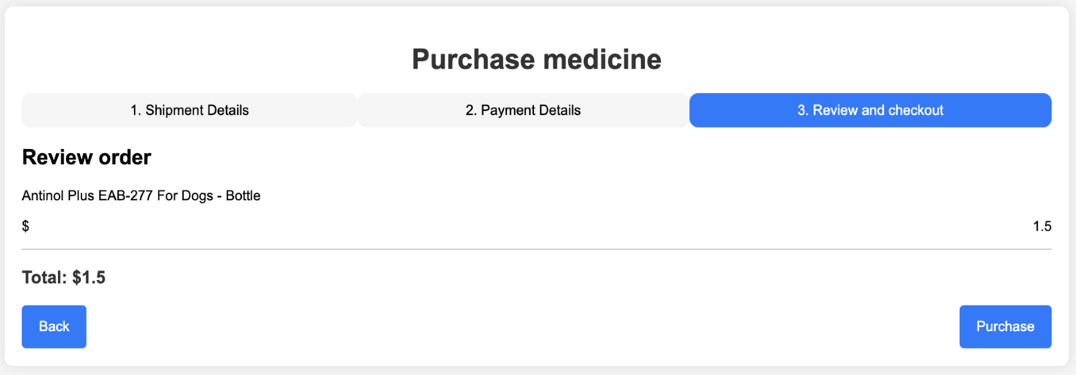 Purchase medicine
1. Shipment Details 2. Payment Details 3. Review and checkout
Review order
Antinol Plus EAB-277 For Dogs - Bottle
$ 1.5
Total: $1.5
Back Purchase